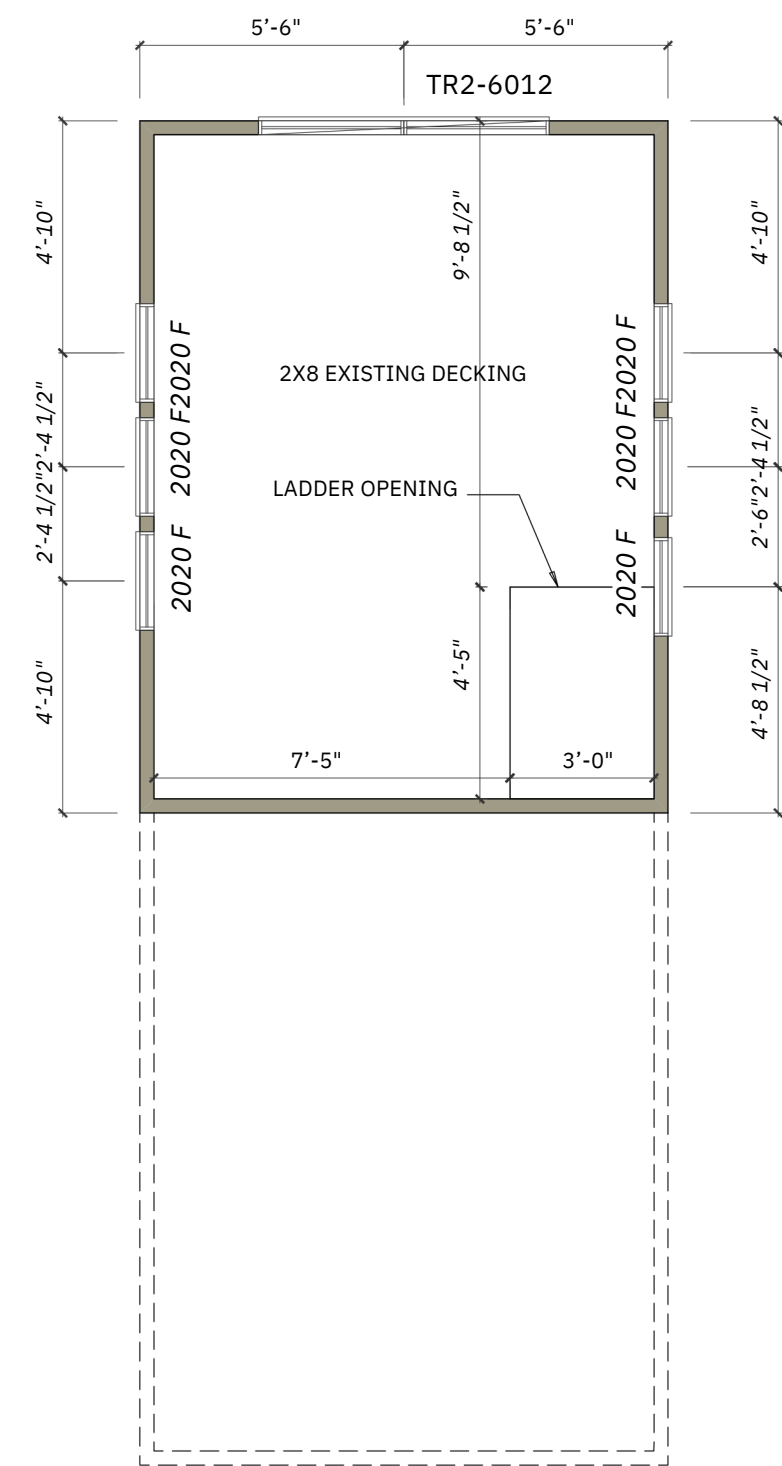 5’-6"
5’-6"
TR2-6012
4’-10"
9’-8 1/2"
4’-10"
2020 F
2020 F
2X8 EXISTING DECKING
2’-4 1/2"
2020 F
2020 F
2’-4 1/2"
LADDER OPENING
2’-4 1/2"
2’-6"
2020 F
2020 F
4’-10"
4’-5"
4’-8 1/2"
7’-5"
3’-0"